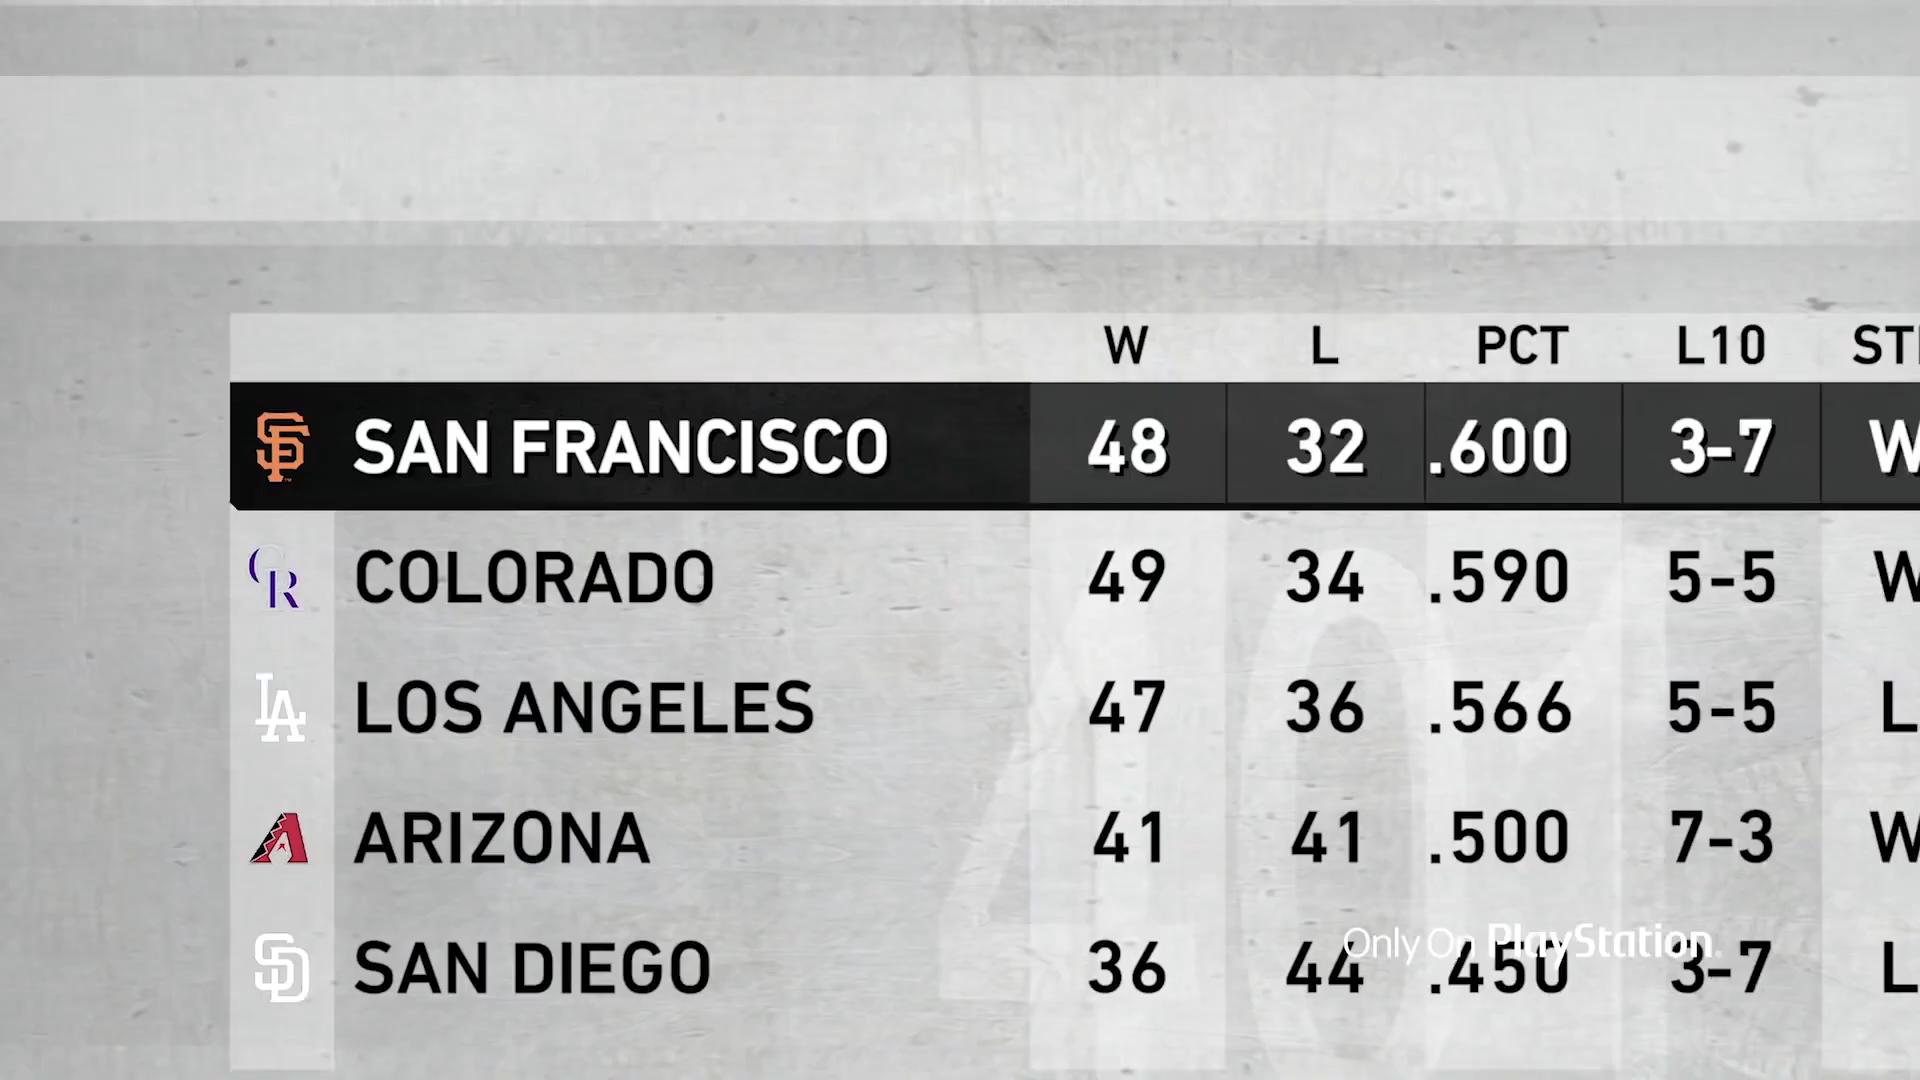 W L PCT L10
SAN FRANCISCO 48 32 .600 3-7 W
COLORADO 49 34 .590 5-5 W
LOS ANGELES 47 36 .566 5-5 L
ARIZONA 41 41 .500 7-3 W
Only On PlayStation
SAN DIEGO 36 44 .450 3-7 L